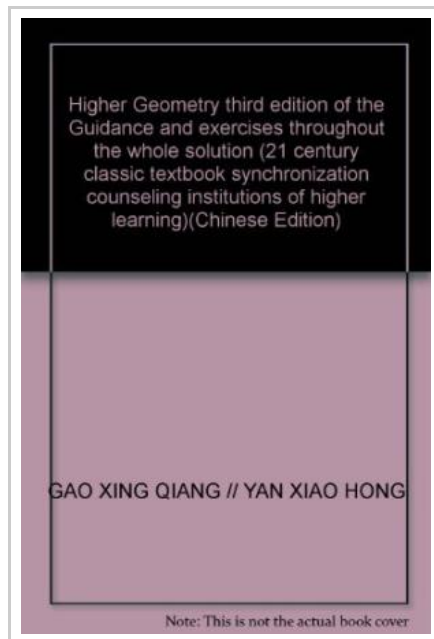 Higher Geometry third edition of the
Guidance and exercises throughout
the whole solution (21 century
classic textbook synchronization
counseling institutions of higher
learning)(Chinese Edition)
GAO XING QIANG // YAN XIAO HONG
Note: This is not the actual book cover